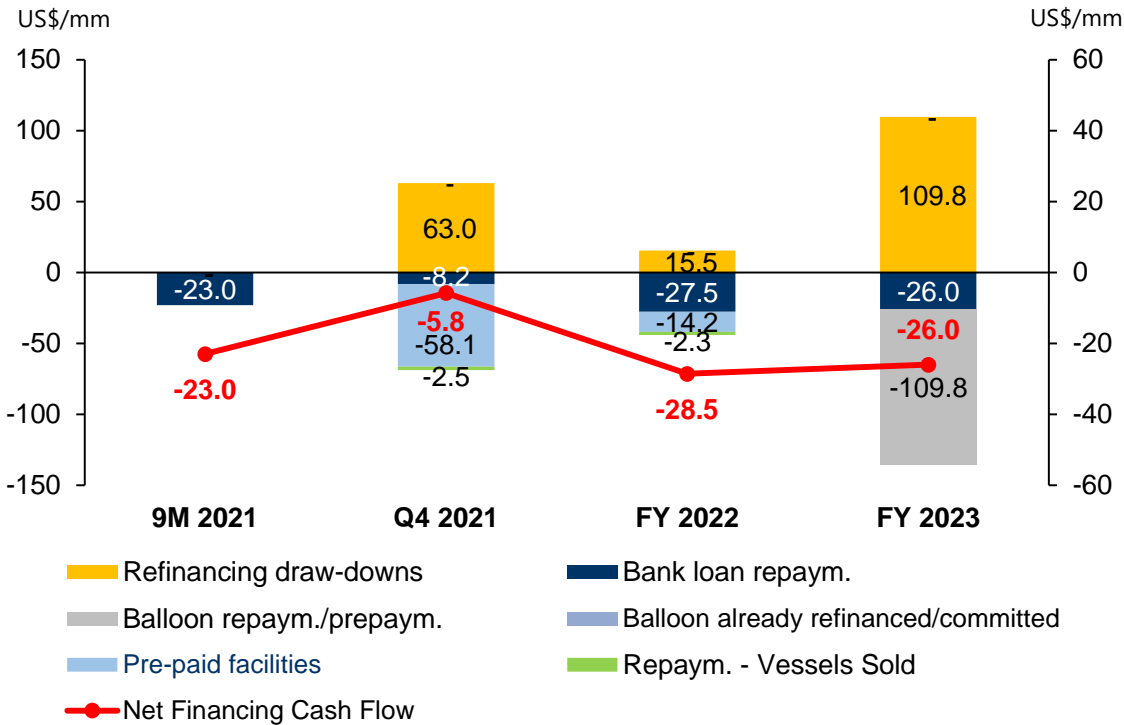 US$/mm
US$/mm
150
60
100
40
50
20
0
0
-50
-20
-100
-40
-150
-60
-
-
-
-
63.0
15.5
109.8
-23.0
-8.2
-27.5
-26.0
-58.1
-14.2
-109.8
-2.5
-2.3
-23.0
-5.8
-28.5
-26.0
9M 2021
Q4 2021
FY 2022
FY 2023
Refinancing draw-downs
Bank loan repaym.
Balloon repaym./prepaym.
Balloon already refinanced/committed
Pre-paid facilities
Repaym. - Vessels Sold
Net Financing Cash Flow